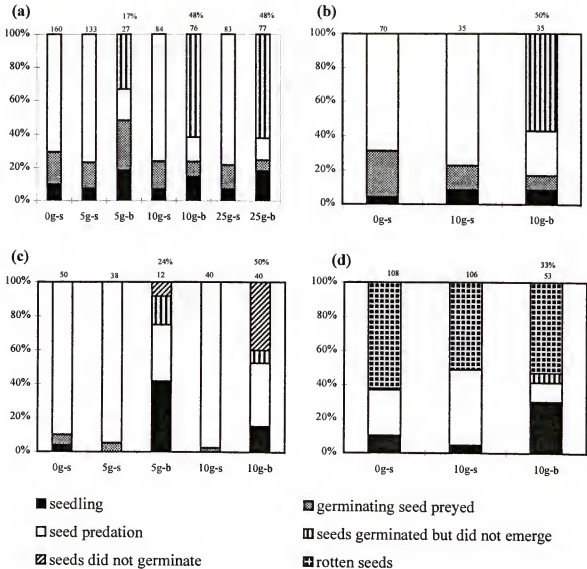 (a)
17% 48% 48%
160 133 27 84 76 83 77
100%
80%
60%
40%
20%
0%
0g-s 5g-s 5g-b 10g-s 10g-b 25g-s 25g-b
(b)
50%
70 35 35
100%
80%
60%
40%
20%
0%
0g-s 10g-s 10g-b
(c)
24% 50%
50 38 12 40 40
100%
80%
60%
40%
20%
0%
0g-s 5g-s 5g-b 10g-s 10g-b
(d)
33%
108 106 53
100%
80%
60%
40%
20%
0%
0g-s 10g-s 10g-b
seedling
seed predation
seeds did not germinate
germinating seed preyed
seeds germinated but did not emerge
rotten seeds